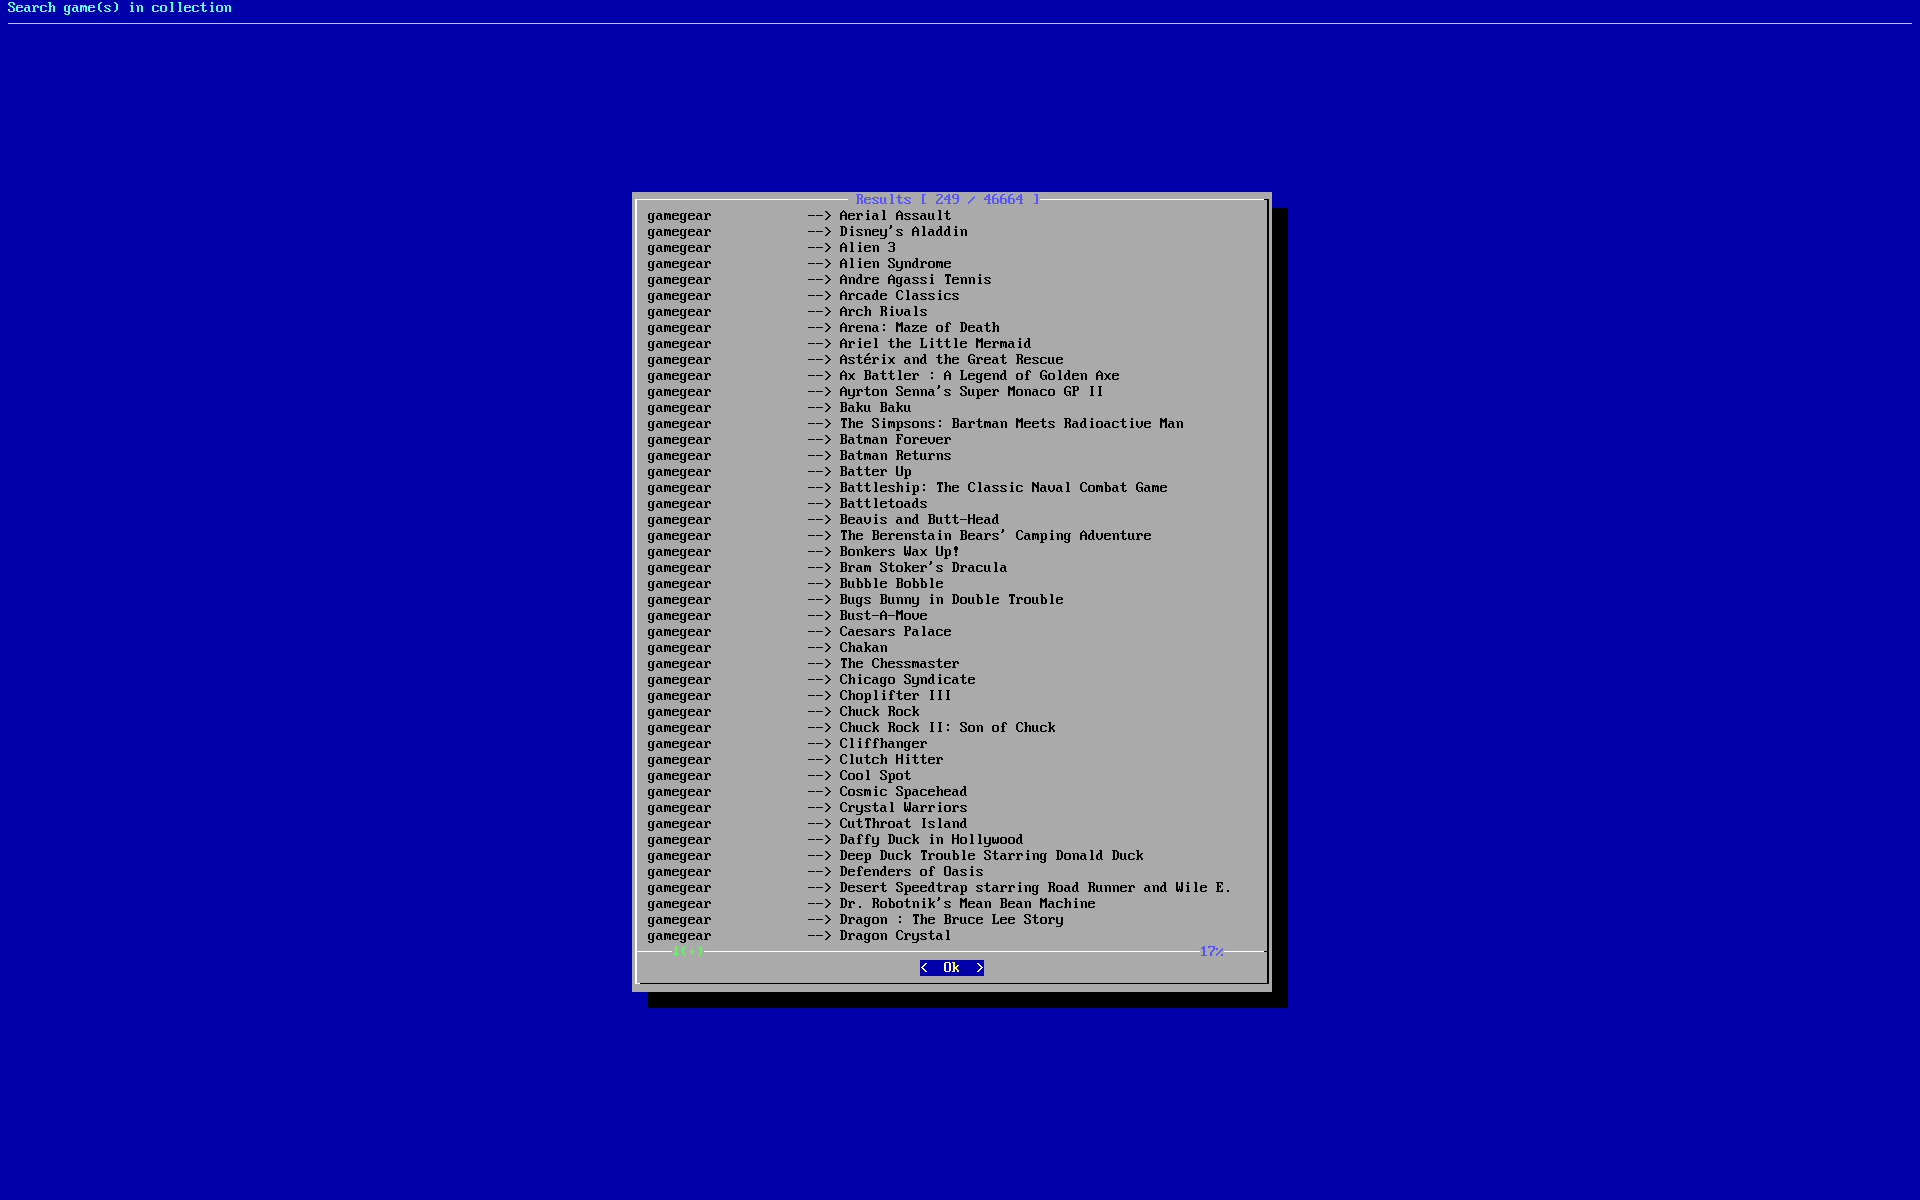 Search game(s) in collection
Results [ 249 / 46664 ]
gamegear --> Aerial Assault
gamegear --> Disney's Aladdin
gamegear --> Alien 3
gamegear --> Alien Syndrome
gamegear --> Andre Agassi Tennis
gamegear --> Arcade Classics
gamegear --> Arch Rivals
gamegear --> Arena: Maze of Death
gamegear --> Ariel the Little Mermaid
gamegear --> Astérix and the Great Rescue
gamegear --> Ax Battler : A Legend of Golden Axe
gamegear --> Ayrton Senna's Super Monaco GP II
gamegear --> Baku Baku
gamegear --> The Simpsons: Bartman Meets Radioactive Man
gamegear --> Batman Forever
gamegear --> Batman Returns
gamegear --> Batter Up
gamegear --> Battleship: The Classic Naval Combat Game
gamegear --> Battletoads
gamegear --> Beavis and Butt-Head
gamegear --> The Berenstain Bears' Camping Adventure
gamegear --> Bonkers Wax Up!
gamegear --> Bram Stoker's Dracula
gamegear --> Bubble Bobble
gamegear --> Bugs Bunny in Double Trouble
gamegear --> Bust-A-Move
gamegear --> Caesars Palace
gamegear --> Chakan
gamegear --> The Chessmaster
gamegear --> Chicago Syndicate
gamegear --> Choplifter III
gamegear --> Chuck Rock
gamegear --> Chuck Rock II: Son of Chuck
gamegear --> Cliffhanger
gamegear --> Clutch Hitter
gamegear --> Cool Spot
gamegear --> Cosmic Spacehead
gamegear --> Crystal Warriors
gamegear --> CutThroat Island
gamegear --> Daffy Duck in Hollywood
gamegear --> Deep Duck Trouble Starring Donald Duck
gamegear --> Defenders of Oasis
gamegear --> Desert Speedtrap starring Road Runner and Wile E.
gamegear --> Dr. Robotnik's Mean Bean Machine
gamegear --> Dragon : The Bruce Lee Story
gamegear --> Dragon Crystal
↓(+) 17%
< Ok >